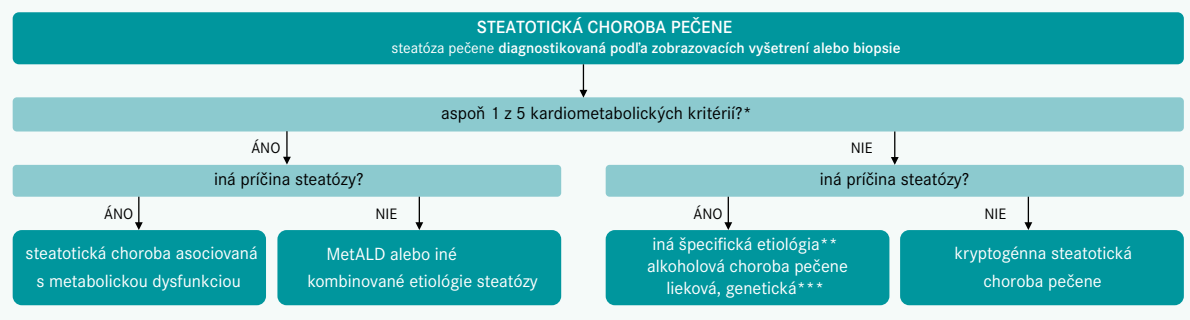 STEATOTICKÁ CHOROBA PEČENE
steatóza pečene diagnostikovaná podľa zobrazovacích vyšetrení alebo biopsie
aspoň 1 z 5 kardiometabolických kritérií?*
ÁNO
NIE
iná príčina steatózy?
iná príčina steatózy?
ÁNO
NIE
ÁNO
NIE
steatotická choroba asociovaná
s metabolickou dysfunkciou
MetALD alebo iné
kombinované etiológie steatózy
iná špecifická etiológia**
alkoholová choroba pečene
lieková, genetická***
kryptogénna steatotická
choroba pečene